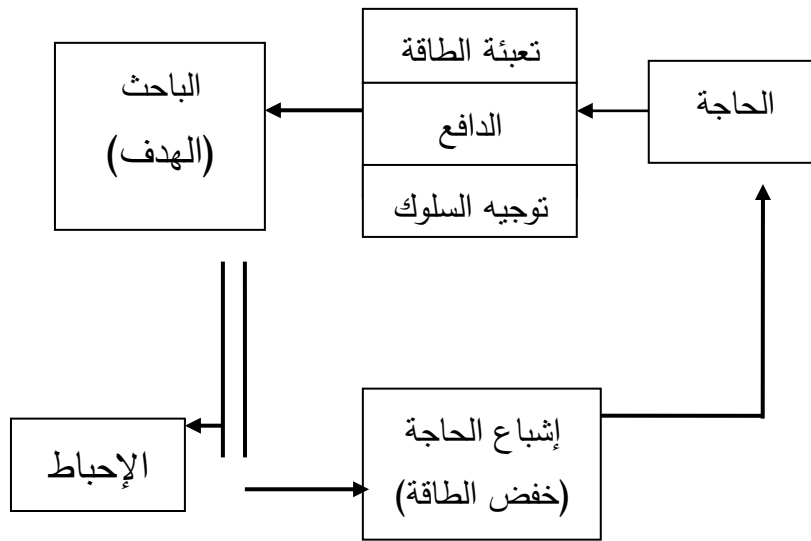 الحاجة
تعبئة الطاقة
الدافع
توجيه السلوك
الباحث
(الهدف)
الإحباط
إشباع الحاجة
(خفض الطاقة)